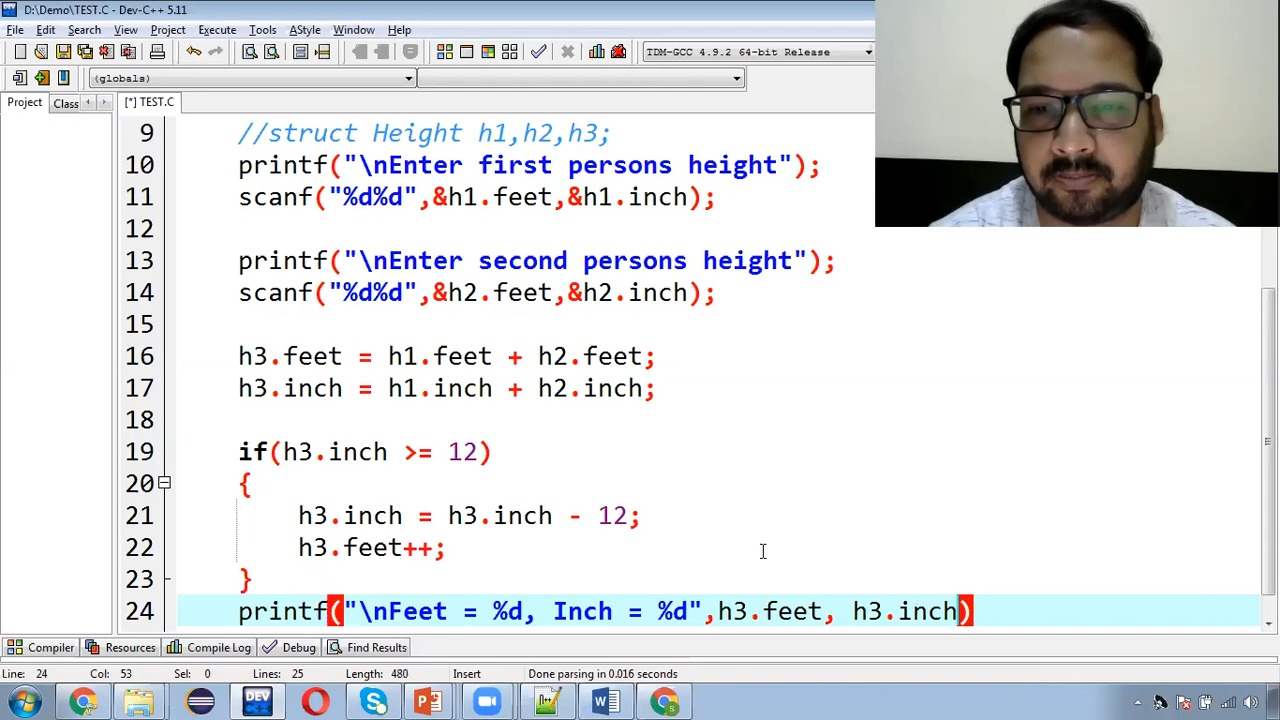 D:\Demo\TEST.C - Dev-C++ 5.11
File Edit Search View Project Execute Tools AStyle Window Help
TDM-GCC 4.9.2 64-bit Release
(globals)
Project Class [*] TEST.C
9 //struct Height h1,h2,h3;
10 printf("\nEnter first persons height");
11 scanf("%d%d",&h1.feet,&h1.inch);
12
13 printf("\nEnter second persons height");
14 scanf("%d%d",&h2.feet,&h2.inch);
15
16 h3.feet = h1.feet + h2.feet;
17 h3.inch = h1.inch + h2.inch;
18
19 if(h3.inch >= 12)
20 {
21 h3.inch = h3.inch - 12;
22 h3.feet++;
23 }
24 printf("\nFeet = %d, Inch = %d",h3.feet, h3.inch)
Compiler Resources Compile Log Debug Find Results
Line: 24 Col: 53 Sel: 0 Lines: 25 Length: 480 Insert Done parsing in 0.016 seconds
DEV